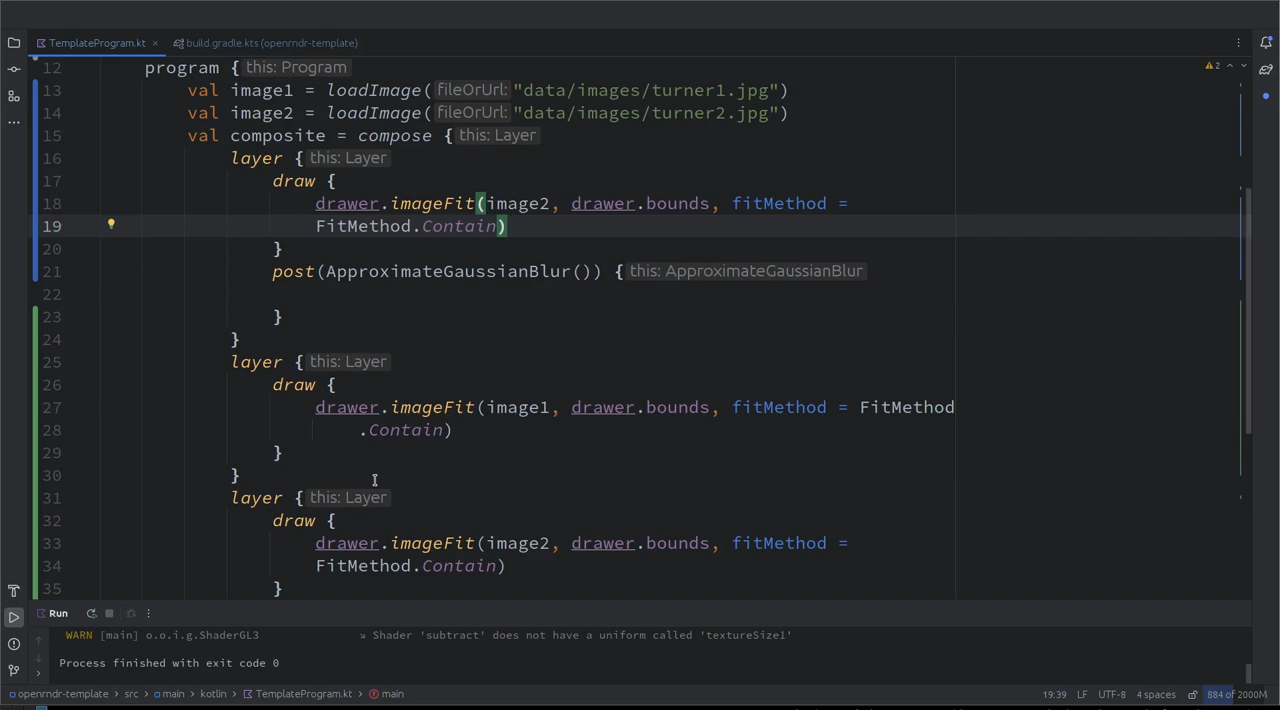 TemplateProgram.kt × build.gradle.kts (openrndr-template)
12 program { this: Program
2
13 val image1 = loadImage( fileOrUrl: "data/images/turner1.jpg")
14 val image2 = loadImage( fileOrUrl: "data/images/turner2.jpg")
15 val composite = compose { this: Layer
16 layer { this: Layer
17 draw {
18 drawer.imageFit(image2, drawer.bounds, fitMethod =
19 FitMethod.Contain)
20 }
21 post(ApproximateGaussianBlur()) { this: ApproximateGaussianBlur
22
23 }
24 }
25 layer { this: Layer
26 draw {
27 drawer.imageFit(image1, drawer.bounds, fitMethod = FitMethod
28 .Contain)
29 }
30 }
31 layer { this: Layer
32 draw {
33 drawer.imageFit(image2, drawer.bounds, fitMethod =
34 FitMethod.Contain)
35 }
Run
WARN [main] o.o.i.g.ShaderGL3 ↘ Shader 'subtract' does not have a uniform called 'textureSize1'
Process finished with exit code 0
openrndr-template > src > main > kotlin > TemplateProgram.kt > main 19:39 LF UTF-8 4 spaces 884 of 2000M